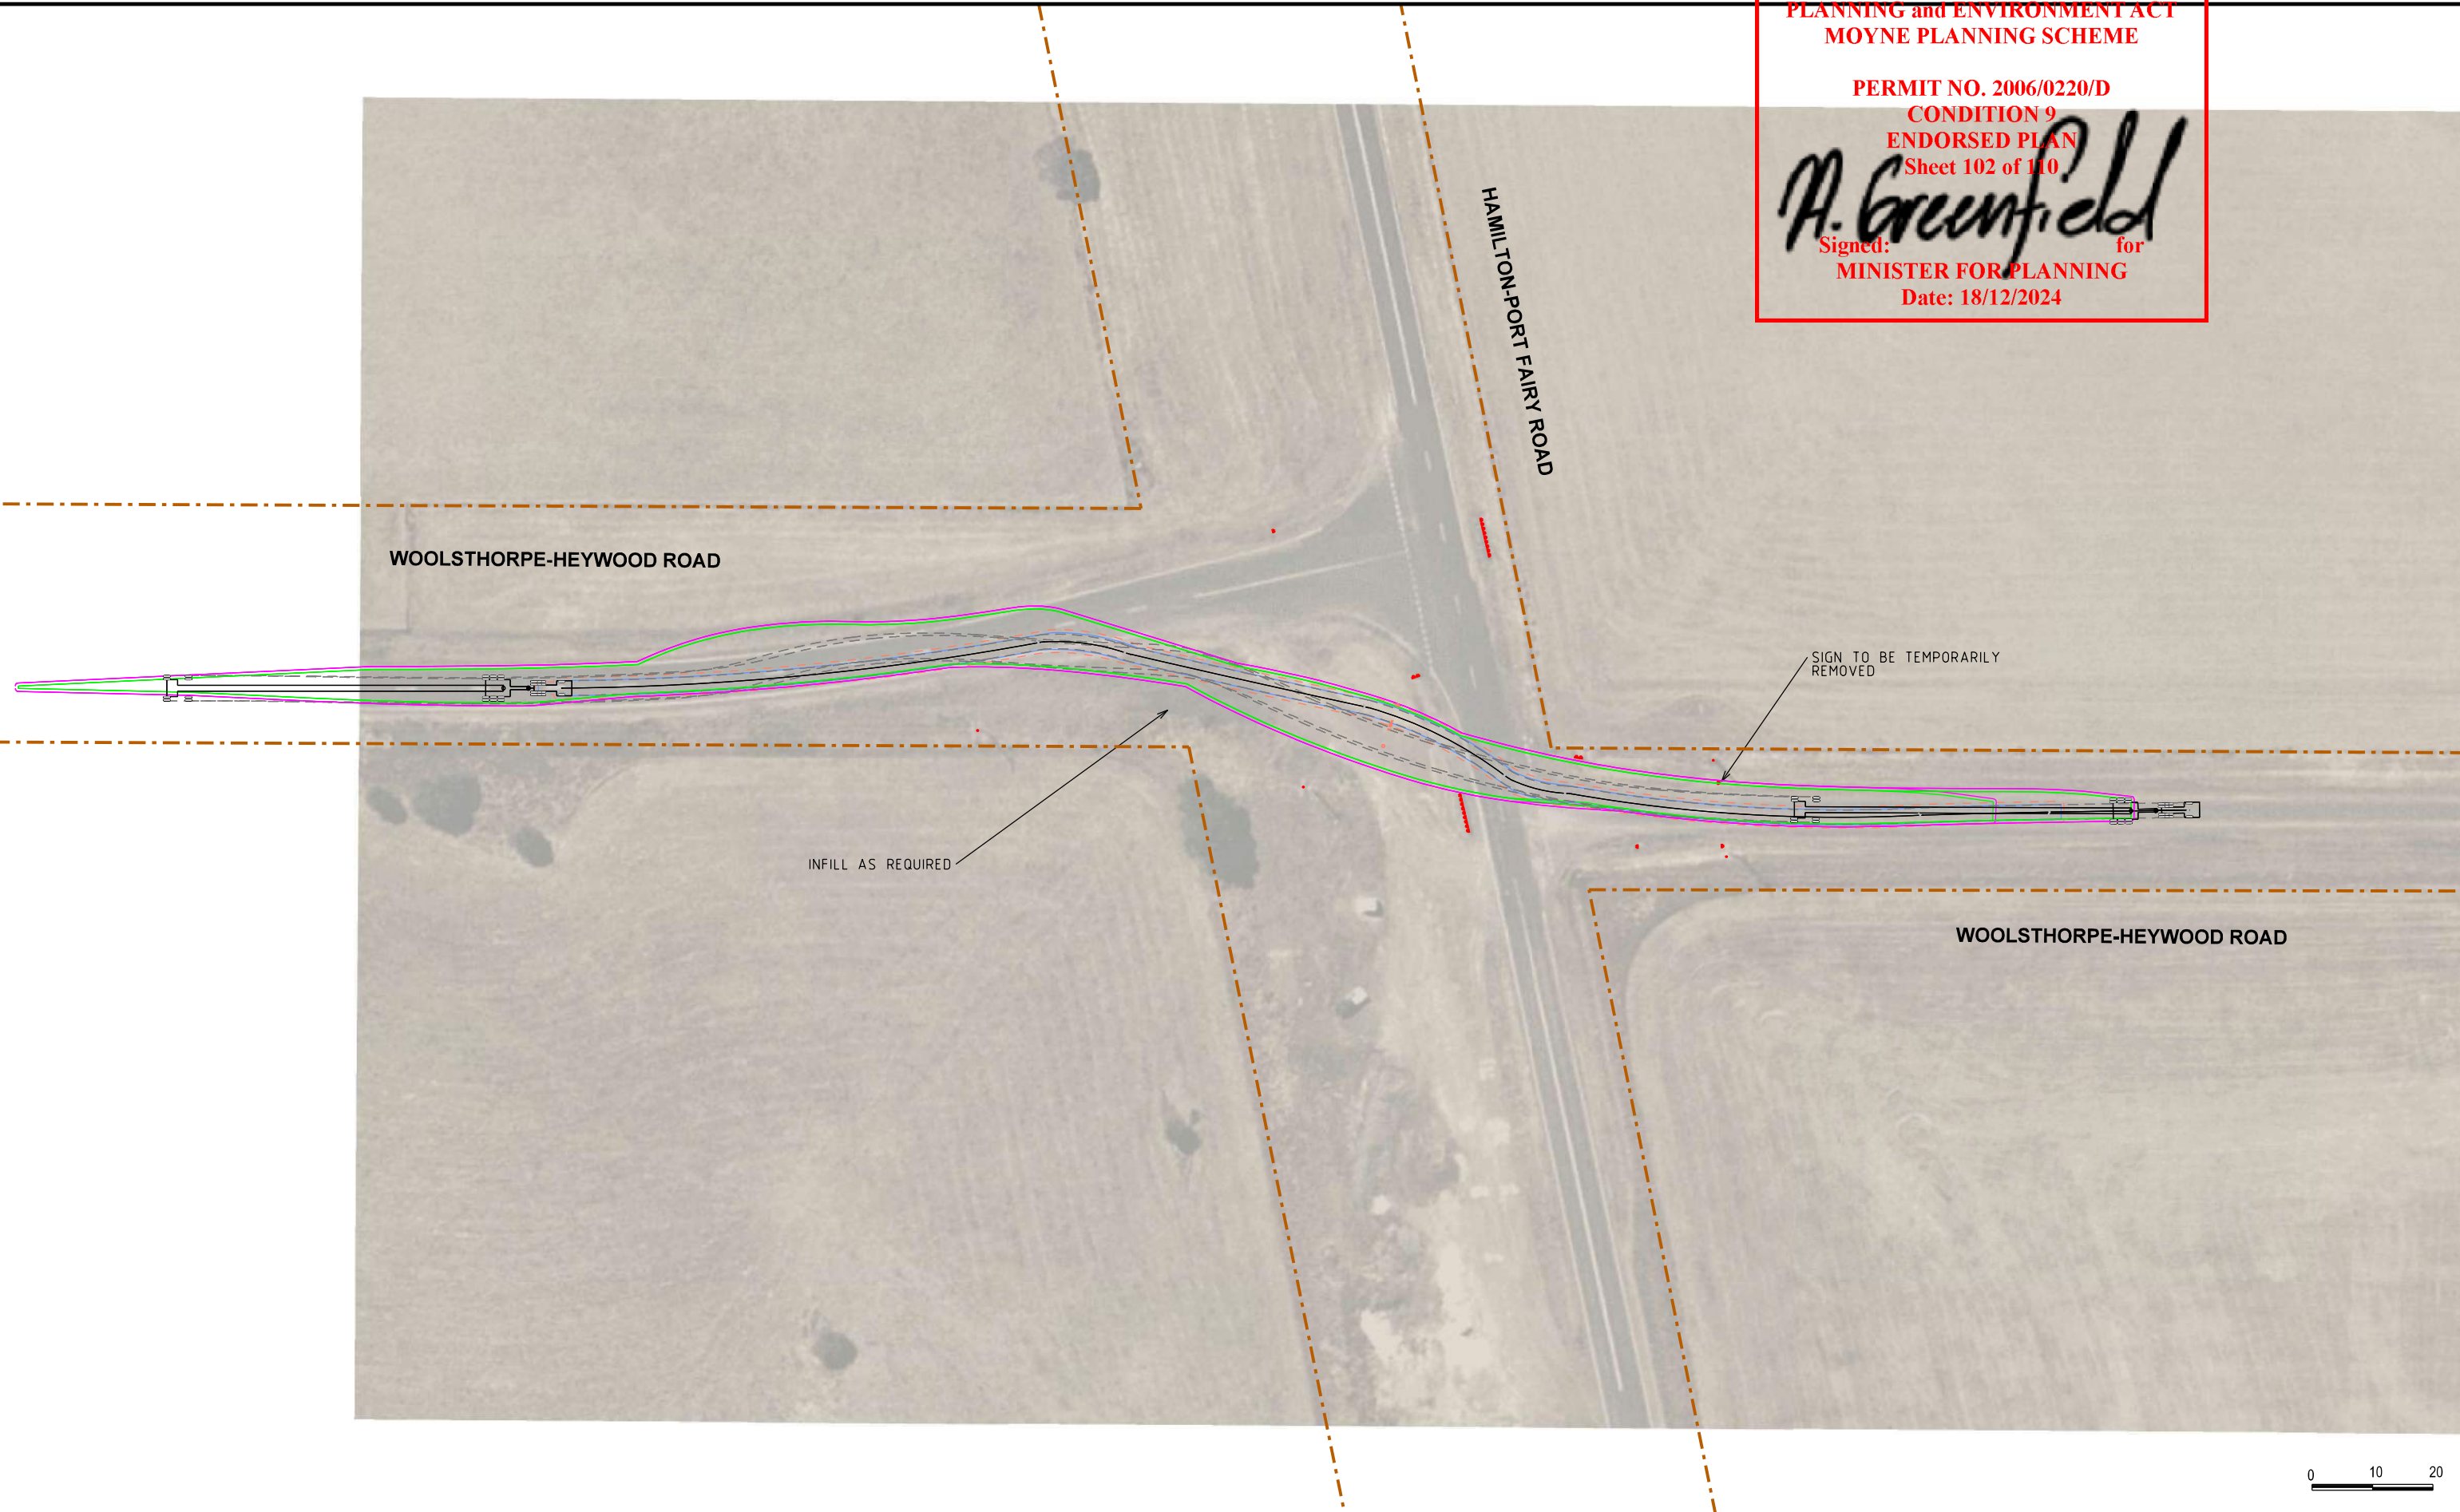 PLANNING and ENVIRONMENT ACT
MOYNE PLANNING SCHEME
PERMIT NO. 2006/0220/D
CONDITION 9
ENDORSED PLAN
Sheet 102 of 110
A. Greenfield
Signed: for
MINISTER FOR PLANNING
Date: 18/12/2024
HAMILTON-PORT FAIRY ROAD
WOOLSTHORPE-HEYWOOD ROAD
SIGN TO BE TEMPORARILY
REMOVED
INFILL AS REQUIRED
WOOLSTHORPE-HEYWOOD ROAD
0 10 20